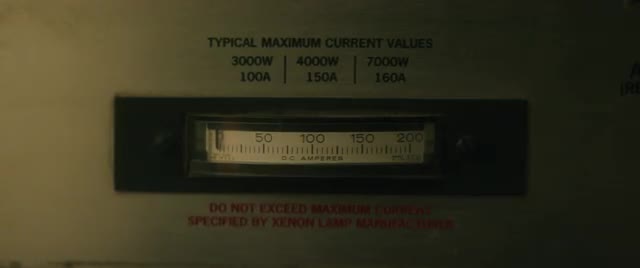 TYPICAL MAXIMUM CURRENT VALUES
3000W 4000W 7000W
100A 150A 160A
0 50 100 150 200
D.C. AMPERES
DO NOT EXCEED MAXIMUM CURRENT
SPECIFIED BY XENON LAMP MANUFACTURER